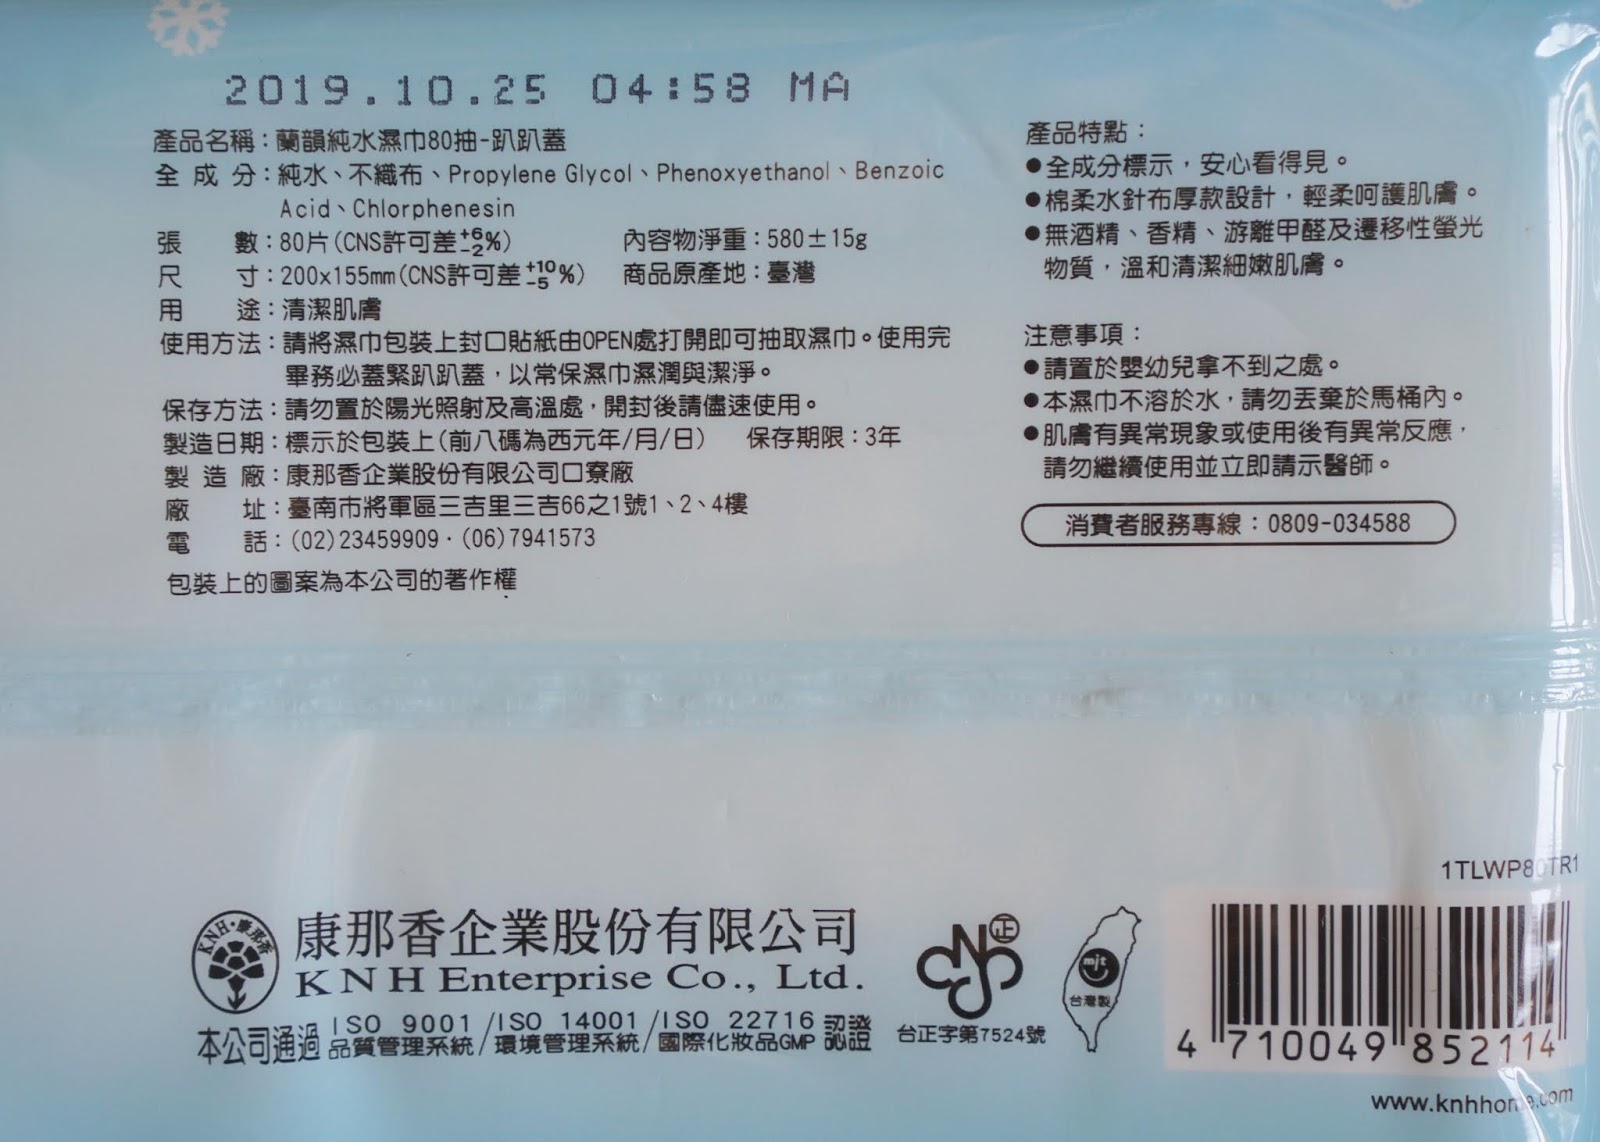 2019.10.25 04:58 MA
產品名稱：蘭韻純水濕巾80抽-趴趴蓋
全成分：純水、不織布、Propylene Glycol、Phenoxyethanol、Benzoic
Acid、Chlorphenesin
張數：80片(CNS許可差+6-2%) 內容物淨重：580±15g
尺寸：200x155mm(CNS許可差+10-5%) 商品原產地：臺灣
用途：清潔肌膚
使用方法：請將濕巾包裝上封口貼紙由OPEN處打開即可抽取濕巾。使用完
畢務必蓋緊趴趴蓋，以常保濕巾濕潤與潔淨。
保存方法：請勿置於陽光照射及高溫處，開封後請儘速使用。
製造日期：標示於包裝上(前八碼為西元年/月/日) 保存期限：3年
製造廠：康那香企業股份有限公司口寮廠
廠址：臺南市將軍區三吉里三吉66之1號1、2、4樓
電話：(02)23459909．(06)7941573
包裝上的圖案為本公司的著作權
產品特點：
●全成分標示，安心看得見。
●棉柔水針布厚款設計，輕柔呵護肌膚。
●無酒精、香精、游離甲醛及遷移性螢光
物質，溫和清潔細嫩肌膚。
注意事項：
●請置於嬰幼兒拿不到之處。
●本濕巾不溶於水，請勿丟棄於馬桶內。
●肌膚有異常現象或使用後有異常反應，
請勿繼續使用並立即請示醫師。
消費者服務專線：0809-034588
KNH·康那香
康那香企業股份有限公司
KNH Enterprise Co., Ltd.
本公司通過 ISO 9001 品質管理系統/ISO 14001 環境管理系統/ISO 22716 國際化妝品GMP 認證
正
台正字第7524號
mjt
台灣製
1TLWP80TR1
4 710049 852114
www.knhhome.com